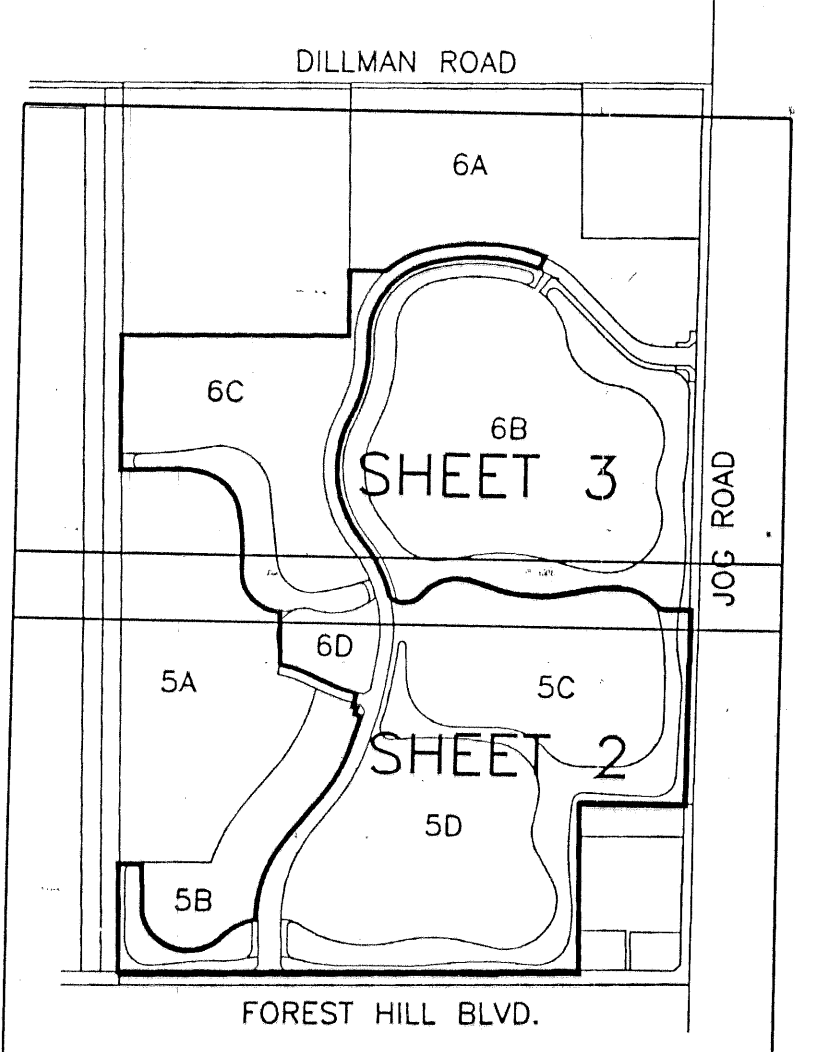 DILLMAN ROAD
6A
6C
6B
SHEET 3
JOG ROAD
6D
5A
5C
SHEET 2
5D
5B
FOREST HILL BLVD.